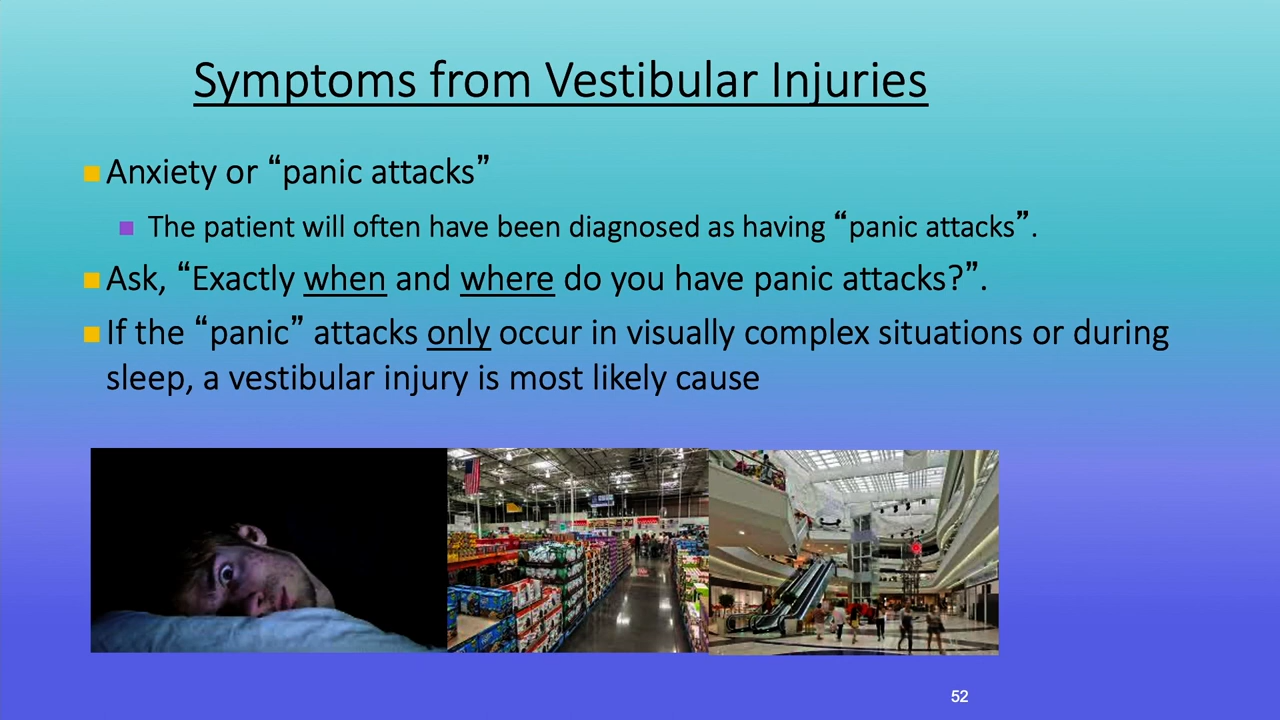 Symptoms from Vestibular Injuries
Anxiety or “panic attacks”
The patient will often have been diagnosed as having “panic attacks”.
Ask, “Exactly when and where do you have panic attacks?”.
If the “panic” attacks only occur in visually complex situations or during
sleep, a vestibular injury is most likely cause
52